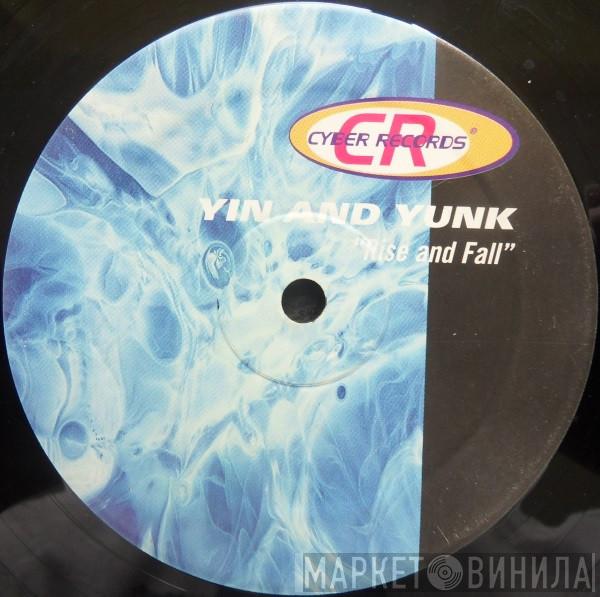 CR
CYBER RECORDS®
YIN AND YUNK
"Rise and Fall"
МАРКЕТ ВИНИЛА